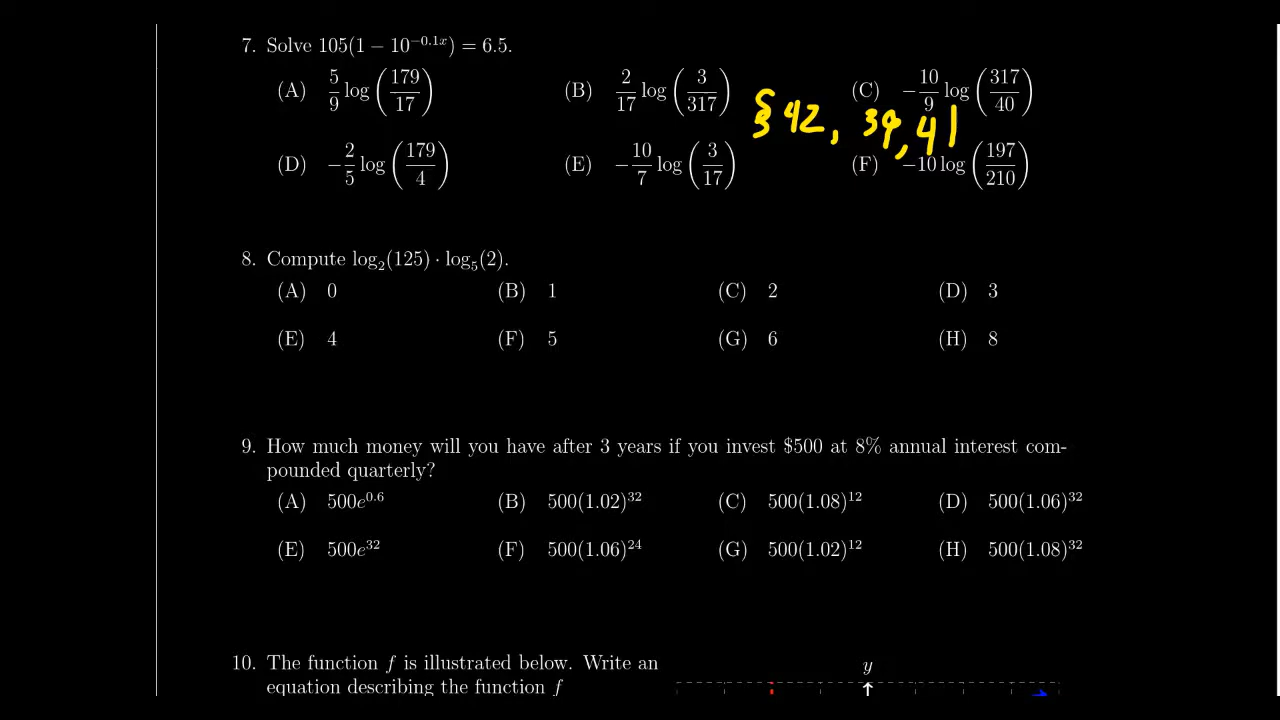 7. Solve 105(1 − 10^{−0.1x}) = 6.5.
(A) 5/9 log(179/17) (B) 2/17 log(3/317) (C) −10/9 log(317/40)
§ 42, 39, 41
(D) −2/5 log(179/4) (E) −10/7 log(3/17) (F) −10 log(197/210)
8. Compute log₂(125) · log₅(2).
(A) 0 (B) 1 (C) 2 (D) 3
(E) 4 (F) 5 (G) 6 (H) 8
9. How much money will you have after 3 years if you invest $500 at 8% annual interest com-
pounded quarterly?
(A) 500e^{0.6} (B) 500(1.02)^{32} (C) 500(1.08)^{12} (D) 500(1.06)^{32}
(E) 500e^{32} (F) 500(1.06)^{24} (G) 500(1.02)^{12} (H) 500(1.08)^{32}
10. The function f is illustrated below. Write an
y
equation describing the function f